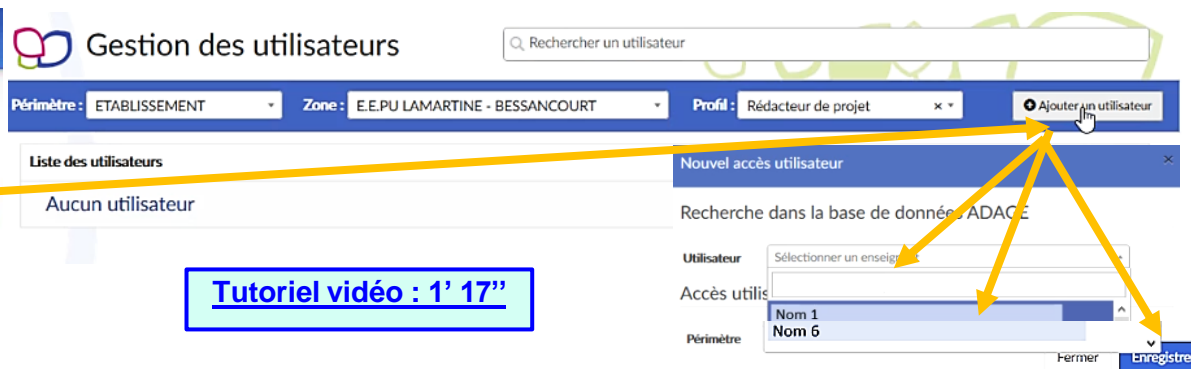 Gestion des utilisateurs
Rechercher un utilisateur
Périmètre : ETABLISSEMENT Zone : E.E.PU LAMARTINE - BESSANCOURT Profil : Rédacteur de projet Ajouter un utilisateur
Liste des utilisateurs
Aucun utilisateur
Nouvel accès utilisateur
Recherche dans la base de données ADAGE
Utilisateur Sélectionner un enseignant
Accès utilis
Nom 1
Périmètre Nom 6
Fermer Enregistre
Tutoriel vidéo : 1’ 17’’